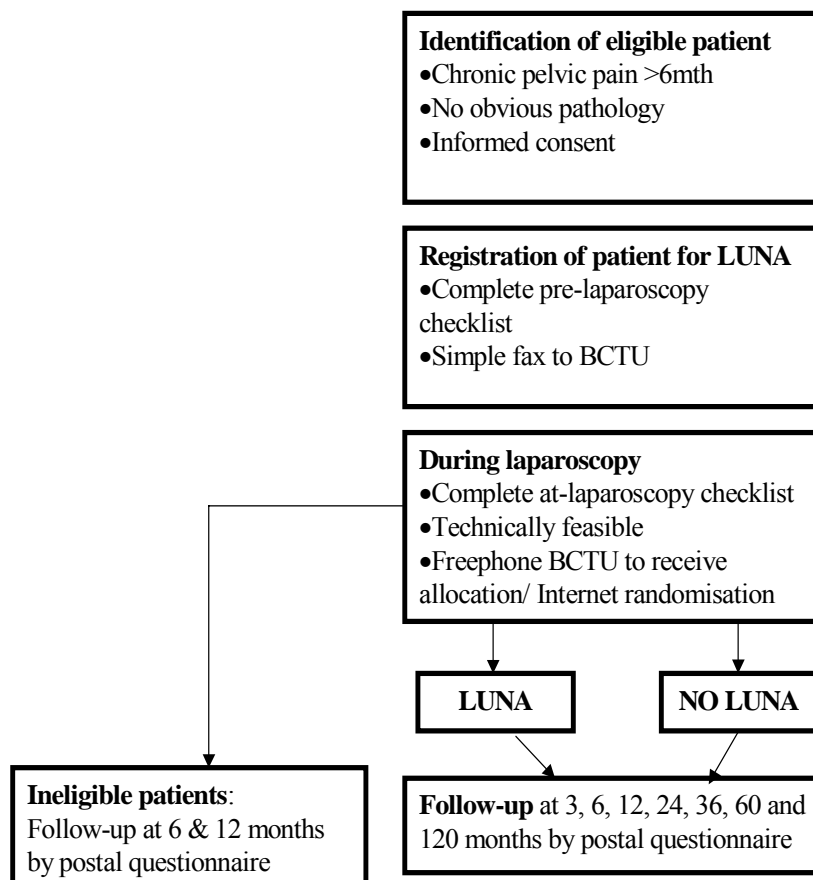 Identification of eligible patient
•Chronic pelvic pain >6mth
•No obvious pathology
•Informed consent
Registration of patient for LUNA
•Complete pre-laparoscopy
checklist
•Simple fax to BCTU
During laparoscopy
•Complete at-laparoscopy checklist
•Technically feasible
•Freephone BCTU to receive
allocation/ Internet randomisation
LUNA
NO LUNA
Ineligible patients:
Follow-up at 6 & 12 months
by postal questionnaire
Follow-up at 3, 6, 12, 24, 36, 60 and
120 months by postal questionnaire